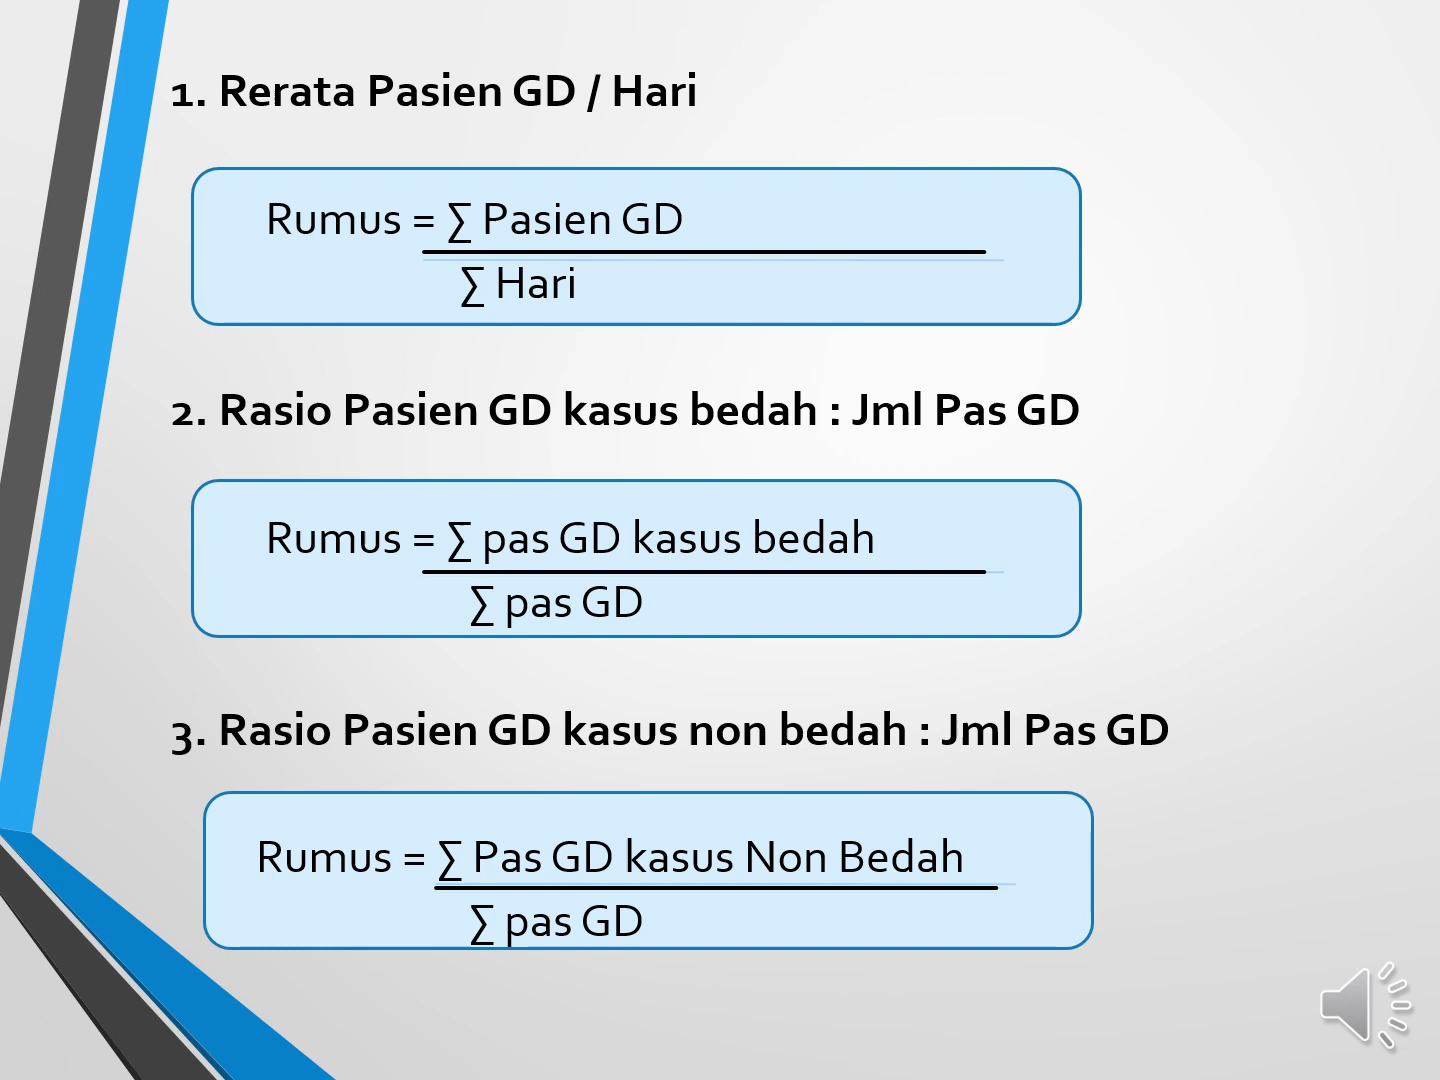 1. Rerata Pasien GD / Hari
Rumus = ∑ Pasien GD
∑ Hari
2. Rasio Pasien GD kasus bedah : Jml Pas GD
Rumus = ∑ pas GD kasus bedah
∑ pas GD
3. Rasio Pasien GD kasus non bedah : Jml Pas GD
Rumus = ∑ Pas GD kasus Non Bedah
∑ pas GD